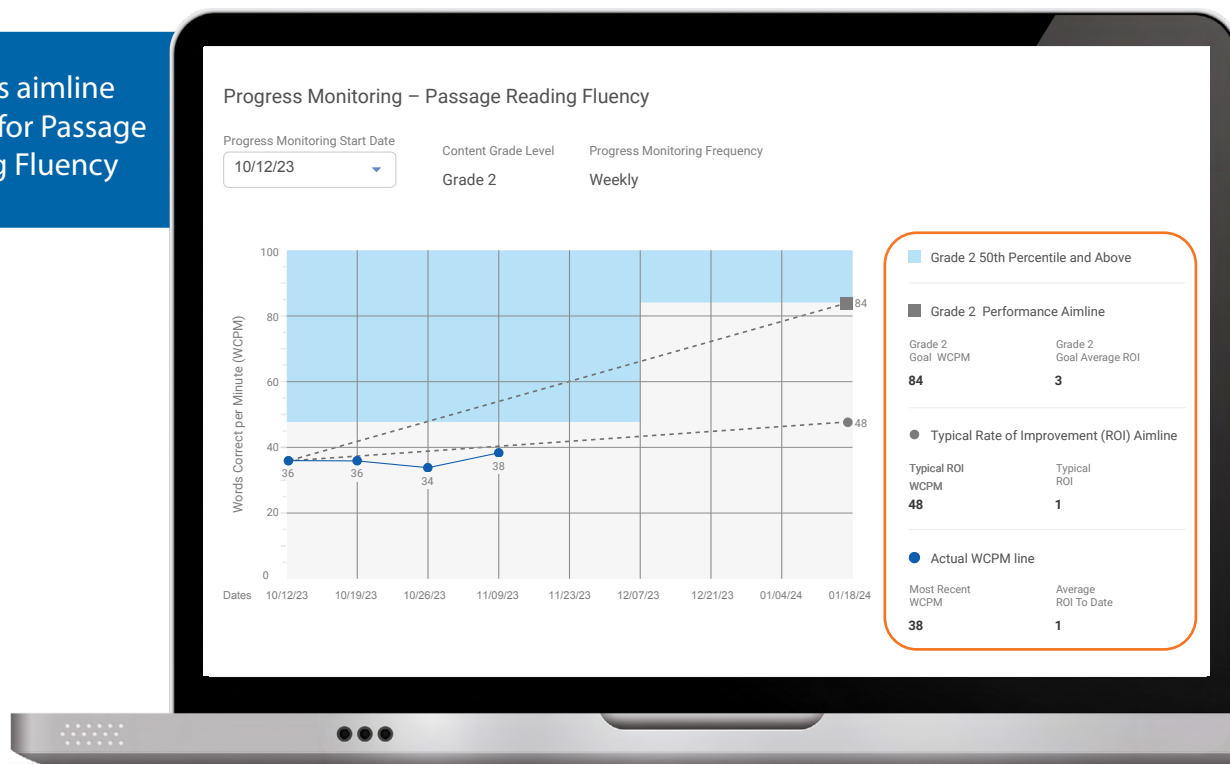 s aimline
for Passage
g Fluency
Progress Monitoring – Passage Reading Fluency
Progress Monitoring Start Date
10/12/23
Content Grade Level
Grade 2
Progress Monitoring Frequency
Weekly
Words Correct per Minute (WCPM)
100
80
60
40
20
0
84
48
36
36
34
38
Dates 10/12/23 10/19/23 10/26/23 11/09/23 11/23/23 12/07/23 12/21/23 01/04/24 01/18/24
Grade 2 50th Percentile and Above
Grade 2 Performance Aimline
Grade 2
Goal WCPM
84
Grade 2
Goal Average ROI
3
Typical Rate of Improvement (ROI) Aimline
Typical ROI
WCPM
48
Typical
ROI
1
Actual WCPM line
Most Recent
WCPM
38
Average
ROI To Date
1